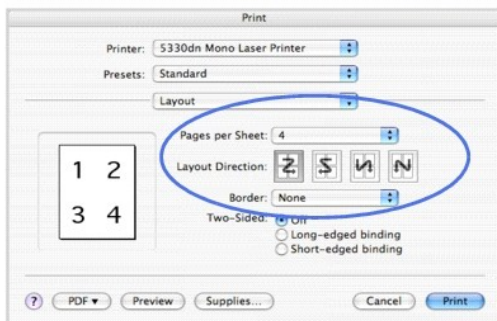 Print
Printer: 5330dn Mono Laser Printer
Presets: Standard
Layout
Pages per Sheet: 4
Layout Direction:
Border: None
Two-Sided: Off
Long-edged binding
Short-edged binding
1 2
3 4
? PDF Preview Supplies... Cancel Print